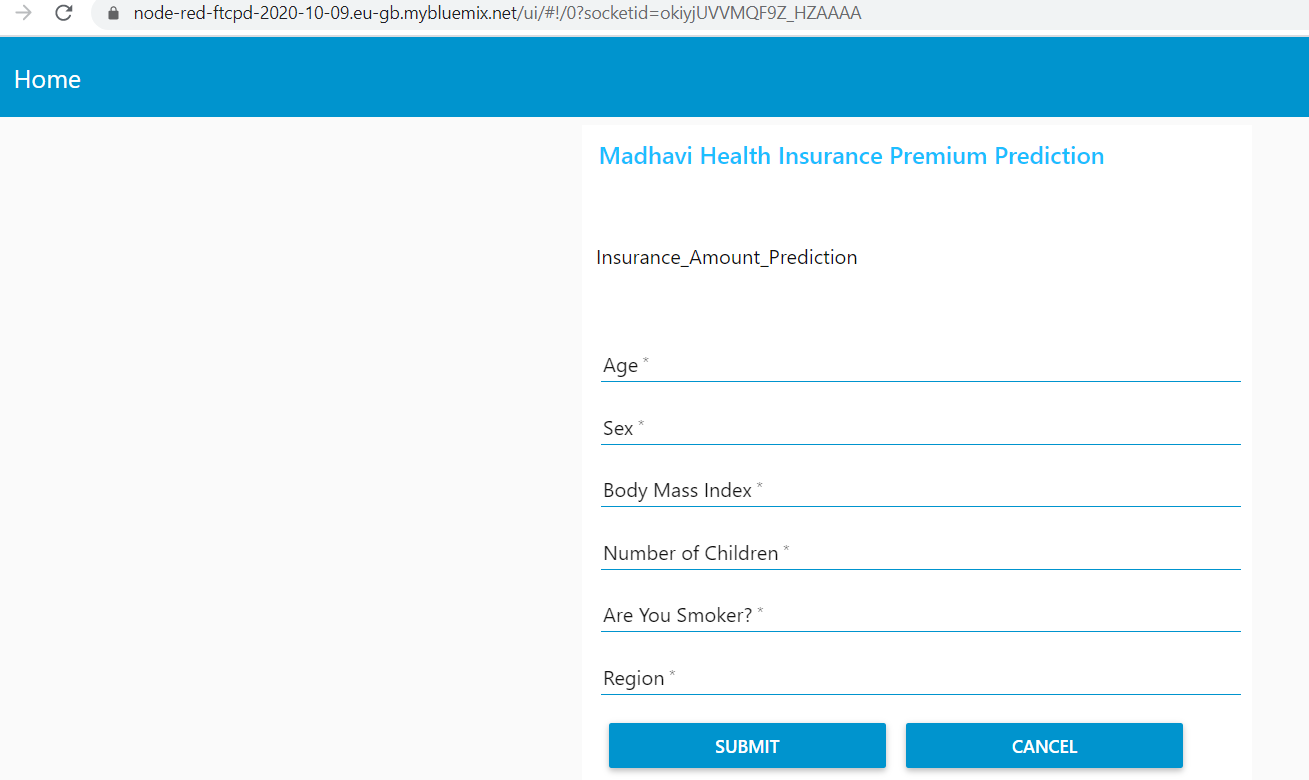 node-red-ftcpd-2020-10-09.eu-gb.mybluemix.net/ui/#!/0?socketid=okiyjUVVMQF9Z_HZAAAA
Home
Madhavi Health Insurance Premium Prediction
Insurance_Amount_Prediction
Age *
Sex *
Body Mass Index *
Number of Children *
Are You Smoker? *
Region *
SUBMIT CANCEL